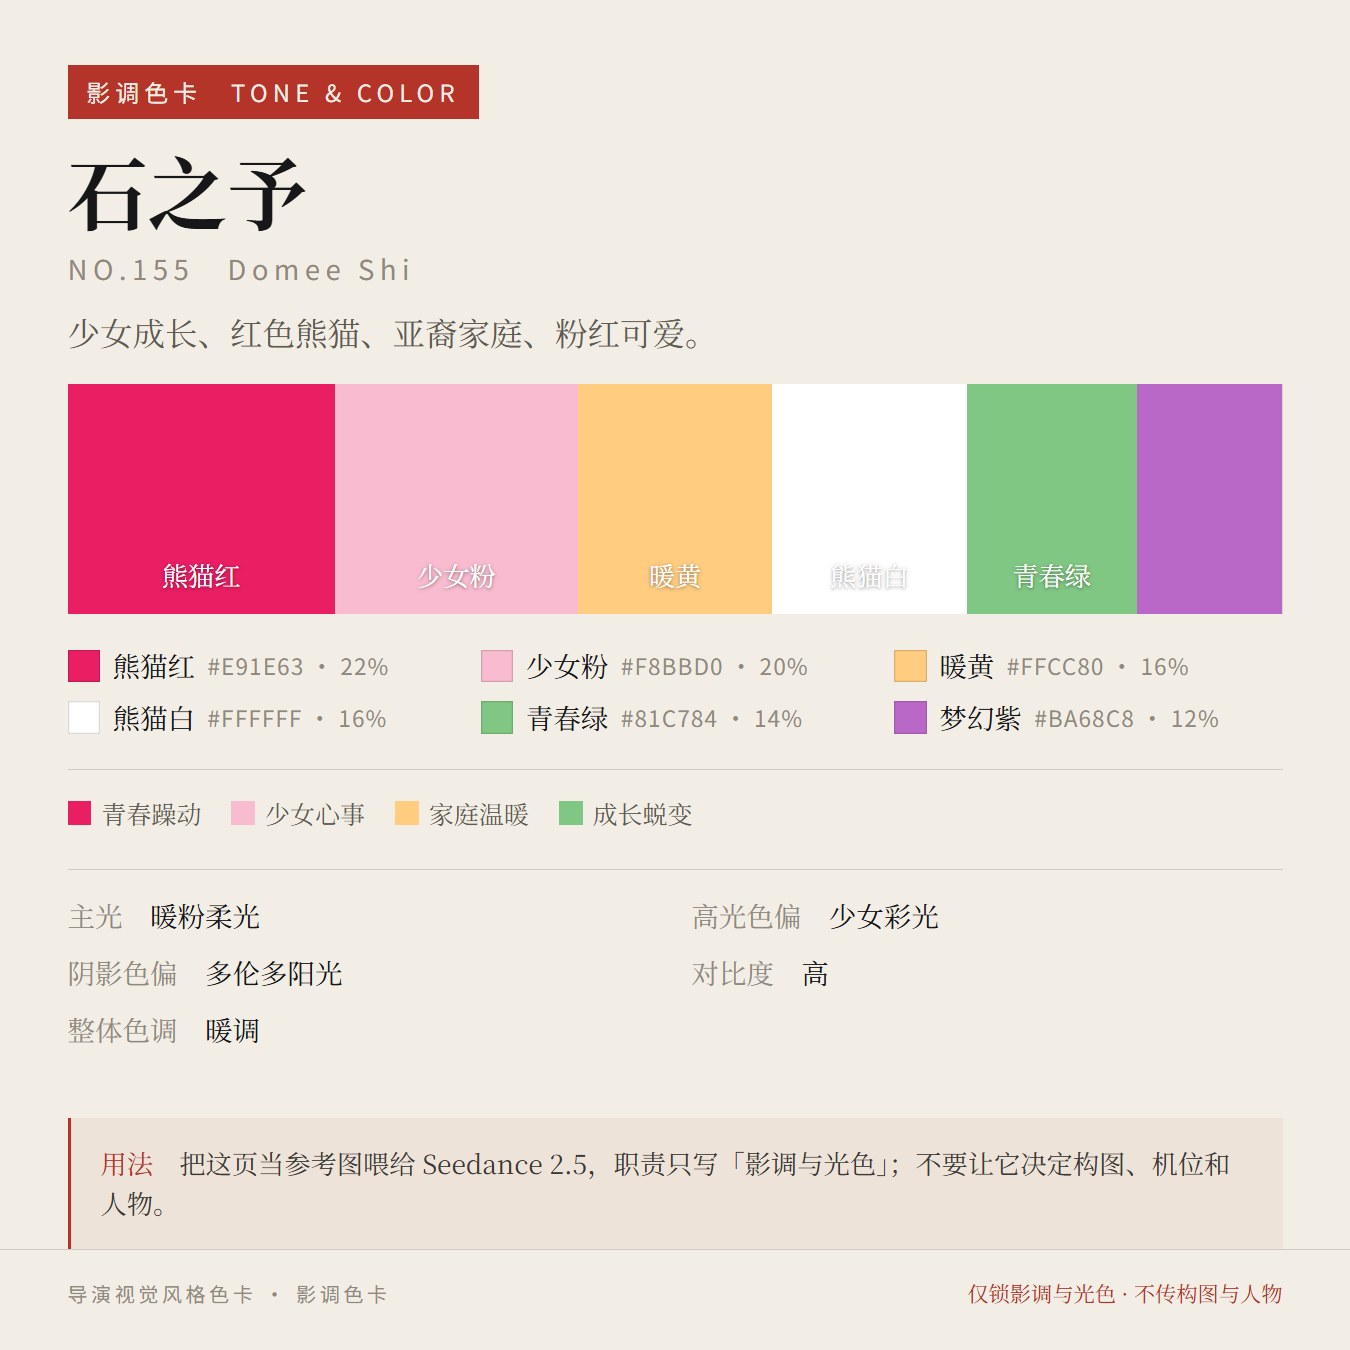 影调色卡 TONE & COLOR
石之予
NO.155 Domee Shi
少女成长、红色熊猫、亚裔家庭、粉红可爱。
熊猫红 少女粉 暖黄 熊猫白 青春绿
熊猫红 #E91E63 · 22% 少女粉 #F8BBD0 · 20% 暖黄 #FFCC80 · 16%
熊猫白 #FFFFFF · 16% 青春绿 #81C784 · 14% 梦幻紫 #BA68C8 · 12%
青春躁动 少女心事 家庭温暖 成长蜕变
主光 暖粉柔光 高光色偏 少女彩光
阴影色偏 多伦多阳光 对比度 高
整体色调 暖调
用法 把这页当参考图喂给 Seedance 2.5，职责只写「影调与光色」；不要让它决定构图、机位和
人物。
导演视觉风格色卡 · 影调色卡 仅锁影调与光色 · 不传构图与人物